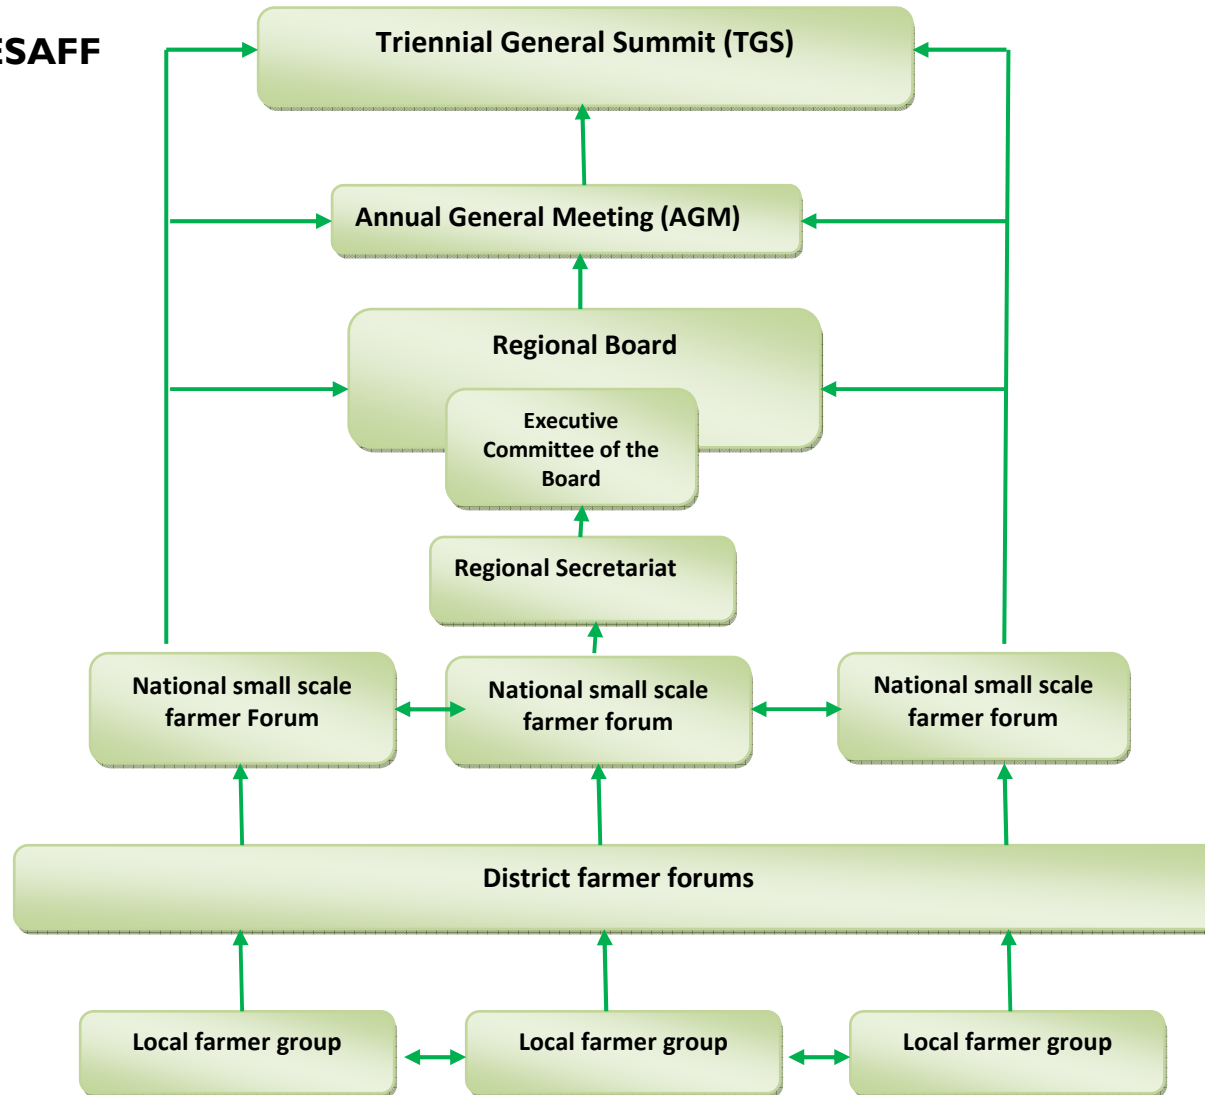 ESAFF
Triennial General Summit (TGS)
Annual General Meeting (AGM)
Regional Board
Executive
Committee of the
Board
Regional Secretariat
National small scale
farmer Forum
National small scale
farmer forum
National small scale
farmer forum
District farmer forums
Local farmer group
Local farmer group
Local farmer group